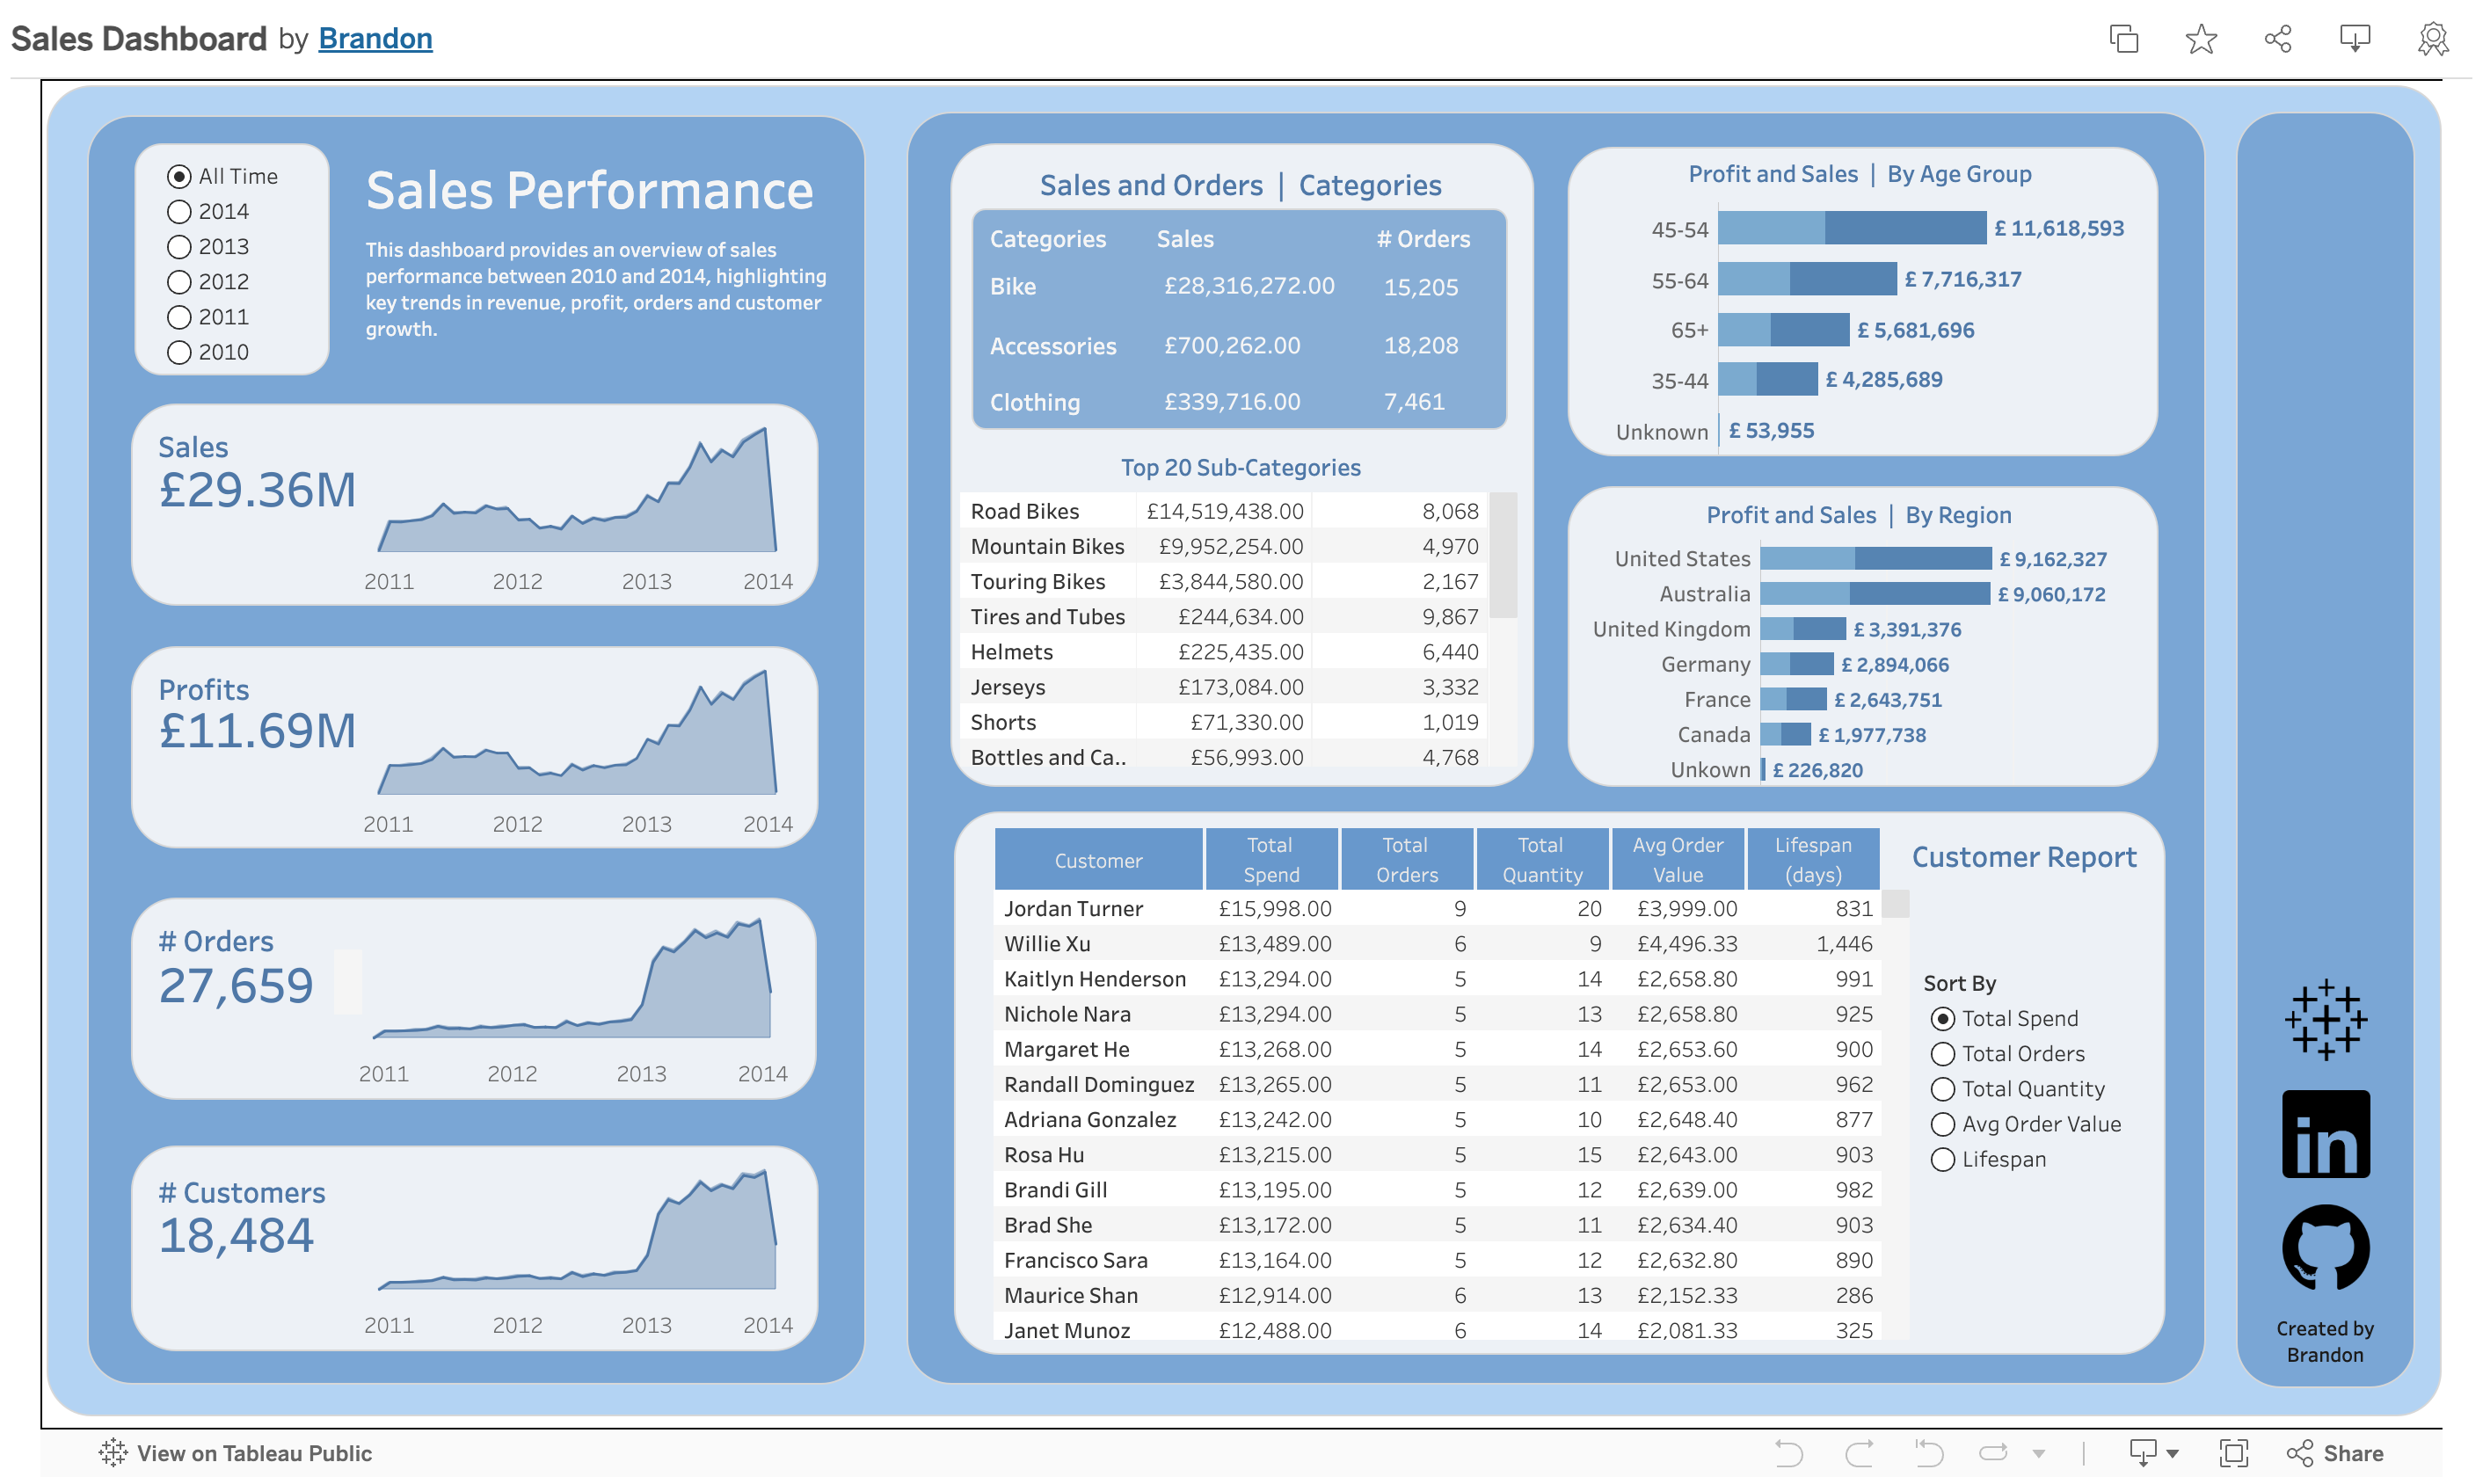 Sales Dashboard by Brandon
All Time
2014
2013
2012
2011
2010
Sales Performance
This dashboard provides an overview of sales
performance between 2010 and 2014, highlighting
key trends in revenue, profit, orders and customer
growth.
Sales
£29.36M
2011 2012 2013 2014
Profits
£11.69M
2011 2012 2013 2014
# Orders
27,659
2011 2012 2013 2014
# Customers
18,484
2011 2012 2013 2014
Sales and Orders | Categories
Categories Sales # Orders
Bike £28,316,272.00 15,205
Accessories £700,262.00 18,208
Clothing £339,716.00 7,461
Top 20 Sub-Categories
Road Bikes £14,519,438.00 8,068
Mountain Bikes £9,952,254.00 4,970
Touring Bikes £3,844,580.00 2,167
Tires and Tubes £244,634.00 9,867
Helmets £225,435.00 6,440
Jerseys £173,084.00 3,332
Shorts £71,330.00 1,019
Bottles and Ca.. £56,993.00 4,768
Profit and Sales | By Age Group
45-54 £ 11,618,593
55-64 £ 7,716,317
65+ £ 5,681,696
35-44 £ 4,285,689
Unknown £ 53,955
Profit and Sales | By Region
United States £ 9,162,327
Australia £ 9,060,172
United Kingdom £ 3,391,376
Germany £ 2,894,066
France £ 2,643,751
Canada £ 1,977,738
Unkown £ 226,820
Customer Total Spend Total Orders Total Quantity Avg Order Value Lifespan (days)
Jordan Turner £15,998.00 9 20 £3,999.00 831
Willie Xu £13,489.00 6 9 £4,496.33 1,446
Kaitlyn Henderson £13,294.00 5 14 £2,658.80 991
Nichole Nara £13,294.00 5 13 £2,658.80 925
Margaret He £13,268.00 5 14 £2,653.60 900
Randall Dominguez £13,265.00 5 11 £2,653.00 962
Adriana Gonzalez £13,242.00 5 10 £2,648.40 877
Rosa Hu £13,215.00 5 15 £2,643.00 903
Brandi Gill £13,195.00 5 12 £2,639.00 982
Brad She £13,172.00 5 11 £2,634.40 903
Francisco Sara £13,164.00 5 12 £2,632.80 890
Maurice Shan £12,914.00 6 13 £2,152.33 286
Janet Munoz £12,488.00 6 14 £2,081.33 325
Customer Report
Sort By
Total Spend
Total Orders
Total Quantity
Avg Order Value
Lifespan
in
Created by
Brandon
View on Tableau Public
Share